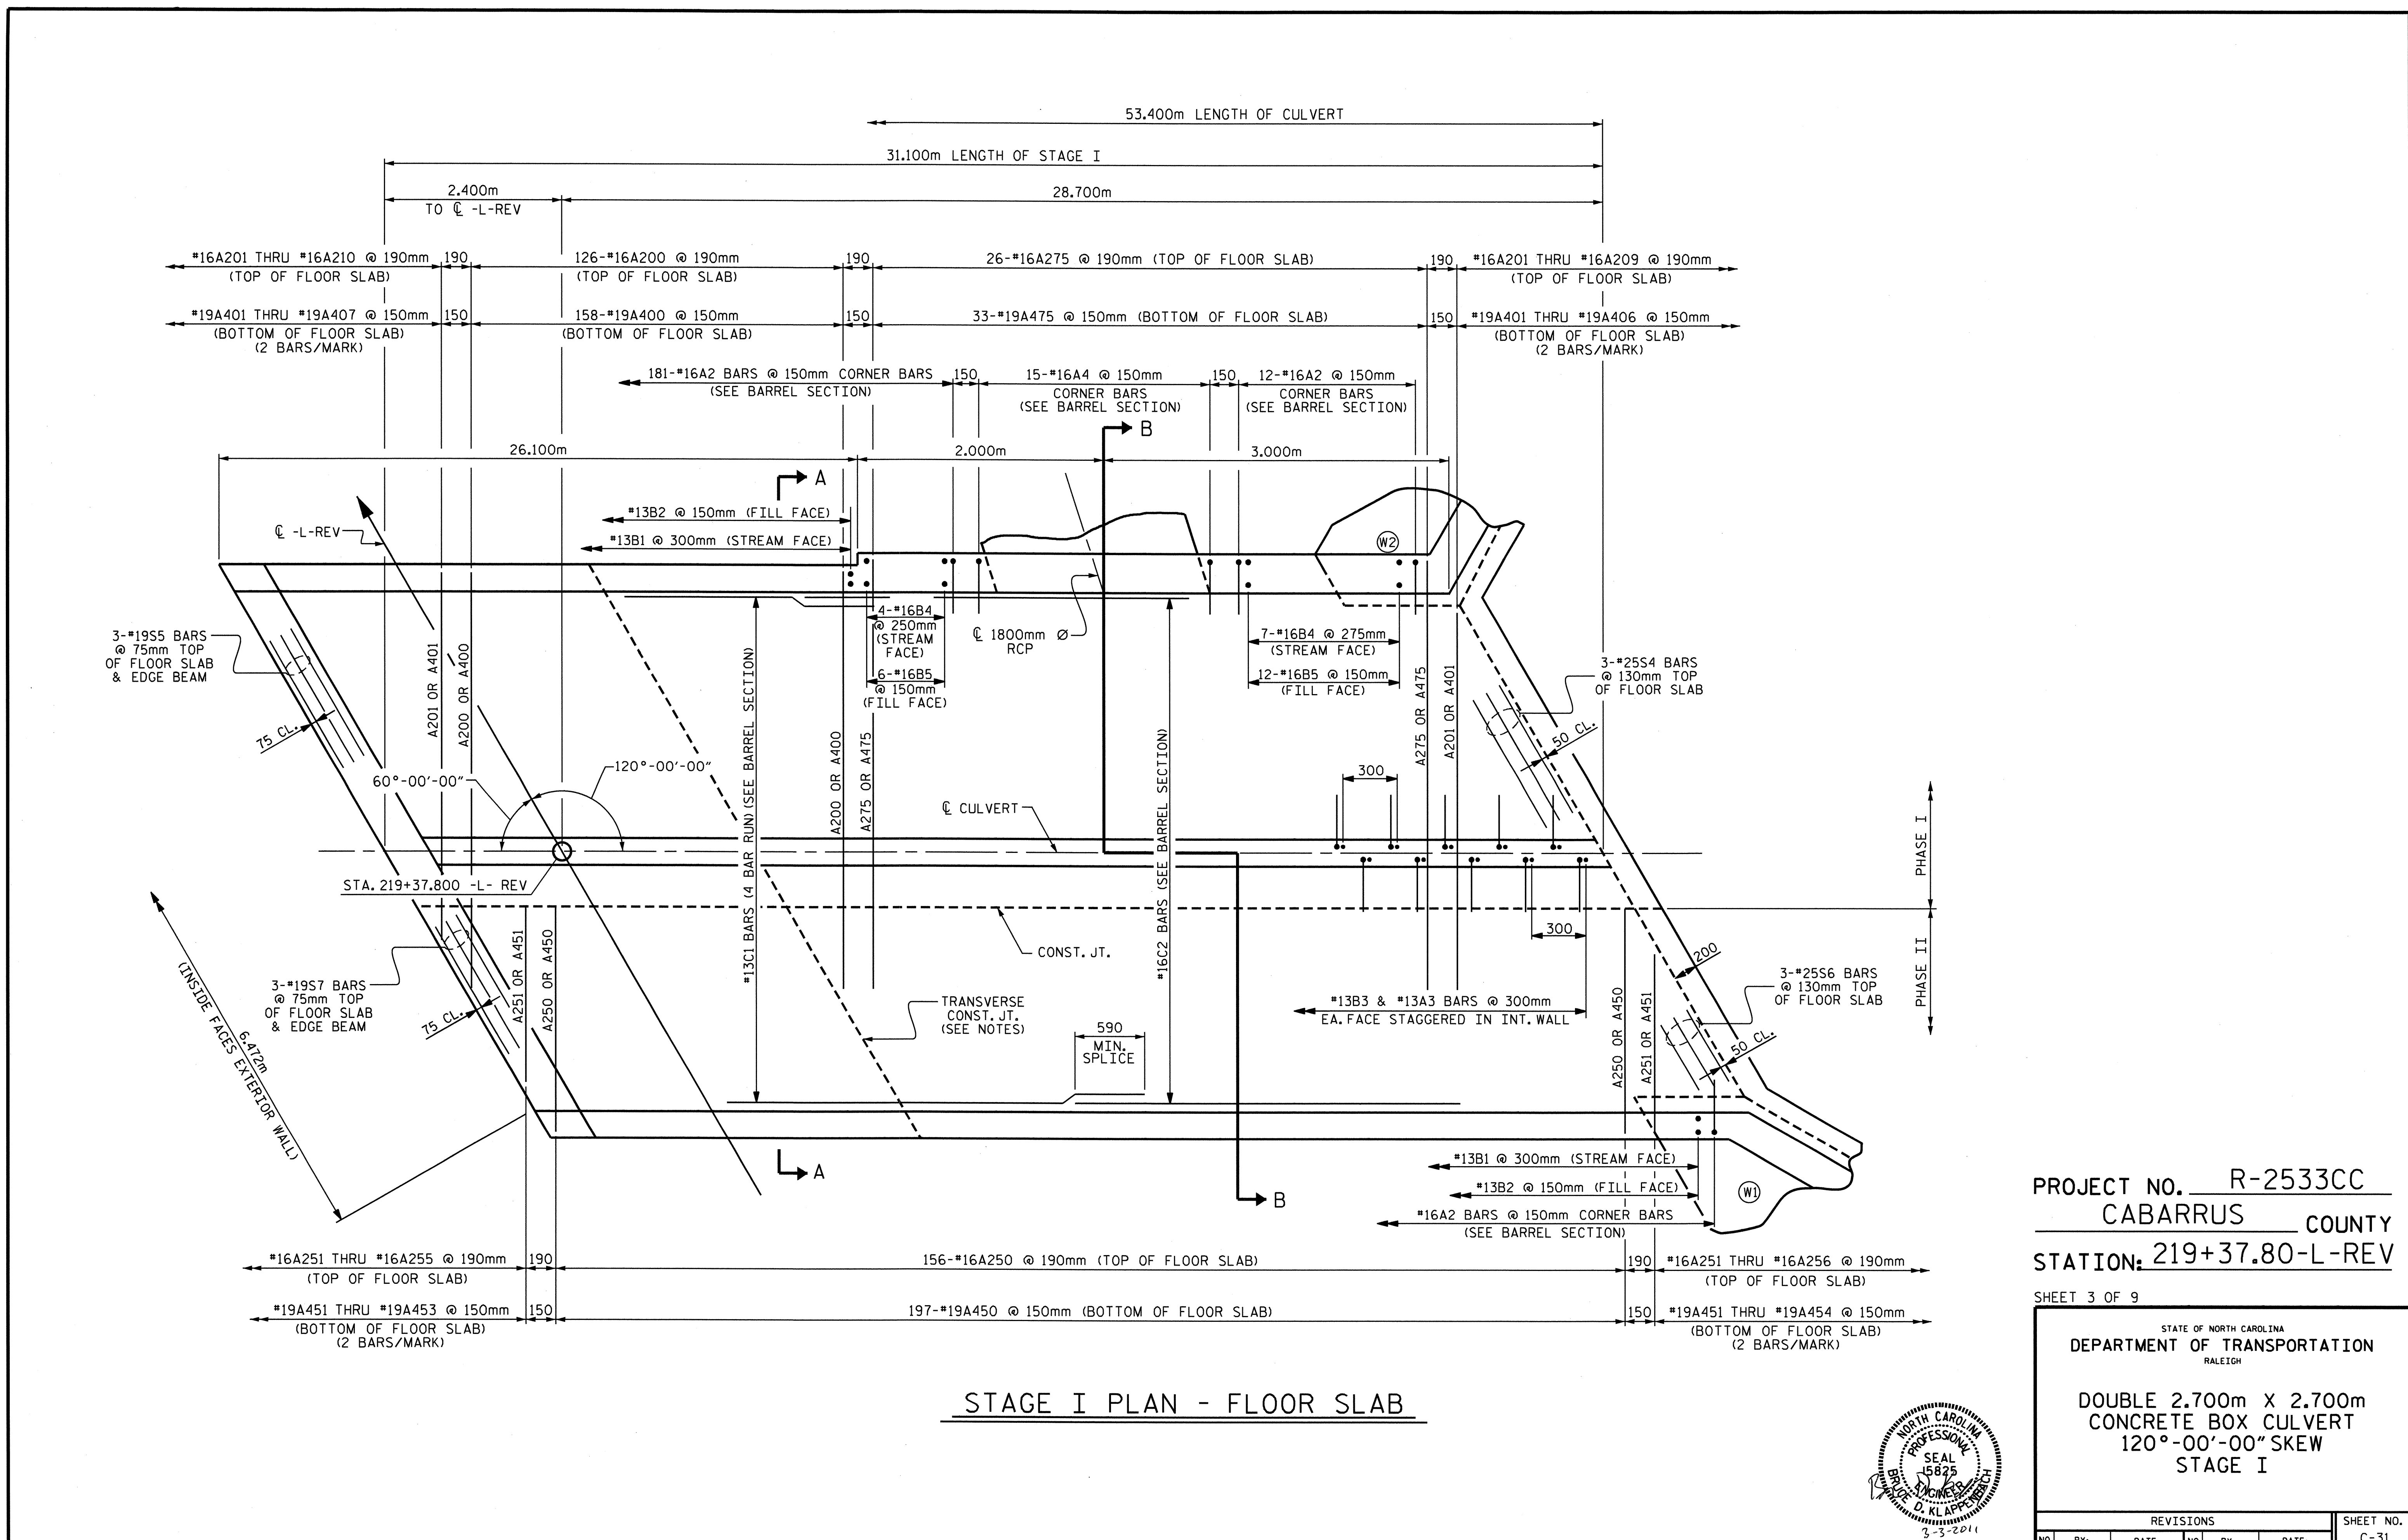 53.400m LENGTH OF CULVERT
31.100m LENGTH OF STAGE I
2.400m
TO ℄ -L-REV
28.700m
#16A201 THRU #16A210 @ 190mm
(TOP OF FLOOR SLAB)
190
126-#16A200 @ 190mm
(TOP OF FLOOR SLAB)
190
26-#16A275 @ 190mm (TOP OF FLOOR SLAB)
190
#16A201 THRU #16A209 @ 190mm
(TOP OF FLOOR SLAB)
#19A401 THRU #19A407 @ 150mm
(BOTTOM OF FLOOR SLAB)
(2 BARS/MARK)
150
158-#19A400 @ 150mm
(BOTTOM OF FLOOR SLAB)
150
33-#19A475 @ 150mm (BOTTOM OF FLOOR SLAB)
150
#19A401 THRU #19A406 @ 150mm
(BOTTOM OF FLOOR SLAB)
(2 BARS/MARK)
181-#16A2 BARS @ 150mm CORNER BARS
(SEE BARREL SECTION)
150
15-#16A4 @ 150mm
CORNER BARS
(SEE BARREL SECTION)
150
12-#16A2 @ 150mm
CORNER BARS
(SEE BARREL SECTION)
B
26.100m
2.000m
3.000m
A
#13B2 @ 150mm (FILL FACE)
#13B1 @ 300mm (STREAM FACE)
℄ -L-REV
W2
3-#19S5 BARS
@ 75mm TOP
OF FLOOR SLAB
& EDGE BEAM
75 CL.
A201 OR A401
A200 OR A400
4-#16B4
@ 250mm
(STREAM
FACE)
6-#16B5
@ 150mm
(FILL FACE)
℄ 1800mm Ø
RCP
7-#16B4 @ 275mm
(STREAM FACE)
12-#16B5 @ 150mm
(FILL FACE)
3-#25S4 BARS
@ 130mm TOP
OF FLOOR SLAB
50 CL.
60°-00'-00"
120°-00'-00"
#13C1 BARS (4 BAR RUN) (SEE BARREL SECTION)
A200 OR A400
A275 OR A475
℄ CULVERT
#16C2 BARS (SEE BARREL SECTION)
A275 OR A475
A201 OR A401
300
PHASE I
PHASE II
STA. 219+37.800 -L- REV
CONST. JT.
300
200
3-#19S7 BARS
@ 75mm TOP
OF FLOOR SLAB
& EDGE BEAM
75 CL.
A251 OR A451
A250 OR A450
TRANSVERSE
CONST. JT.
(SEE NOTES)
590
MIN.
SPLICE
#13B3 & #13A3 BARS @ 300mm
EA. FACE STAGGERED IN INT. WALL
A250 OR A450
A251 OR A451
3-#25S6 BARS
@ 130mm TOP
OF FLOOR SLAB
50 CL.
6.472m
(INSIDE FACES EXTERIOR WALL)
A
B
#13B1 @ 300mm (STREAM FACE)
#13B2 @ 150mm (FILL FACE)
#16A2 BARS @ 150mm CORNER BARS
(SEE BARREL SECTION)
W1
#16A251 THRU #16A255 @ 190mm
(TOP OF FLOOR SLAB)
190
156-#16A250 @ 190mm (TOP OF FLOOR SLAB)
190
#16A251 THRU #16A256 @ 190mm
(TOP OF FLOOR SLAB)
#19A451 THRU #19A453 @ 150mm
(BOTTOM OF FLOOR SLAB)
(2 BARS/MARK)
150
197-#19A450 @ 150mm (BOTTOM OF FLOOR SLAB)
150
#19A451 THRU #19A454 @ 150mm
(BOTTOM OF FLOOR SLAB)
(2 BARS/MARK)
STAGE I PLAN - FLOOR SLAB
PROJECT NO. R-2533CC
CABARRUS COUNTY
STATION: 219+37.80-L-REV
SHEET 3 OF 9
STATE OF NORTH CAROLINA
DEPARTMENT OF TRANSPORTATION
RALEIGH
DOUBLE 2.700m X 2.700m
CONCRETE BOX CULVERT
120°-00'-00" SKEW
STAGE I
NORTH CAROLINA
PROFESSIONAL
SEAL
15825
ENGINEER
BRUCE D. KLAPPENBACH
3-3-2011
REVISIONS
SHEET NO.
C-31